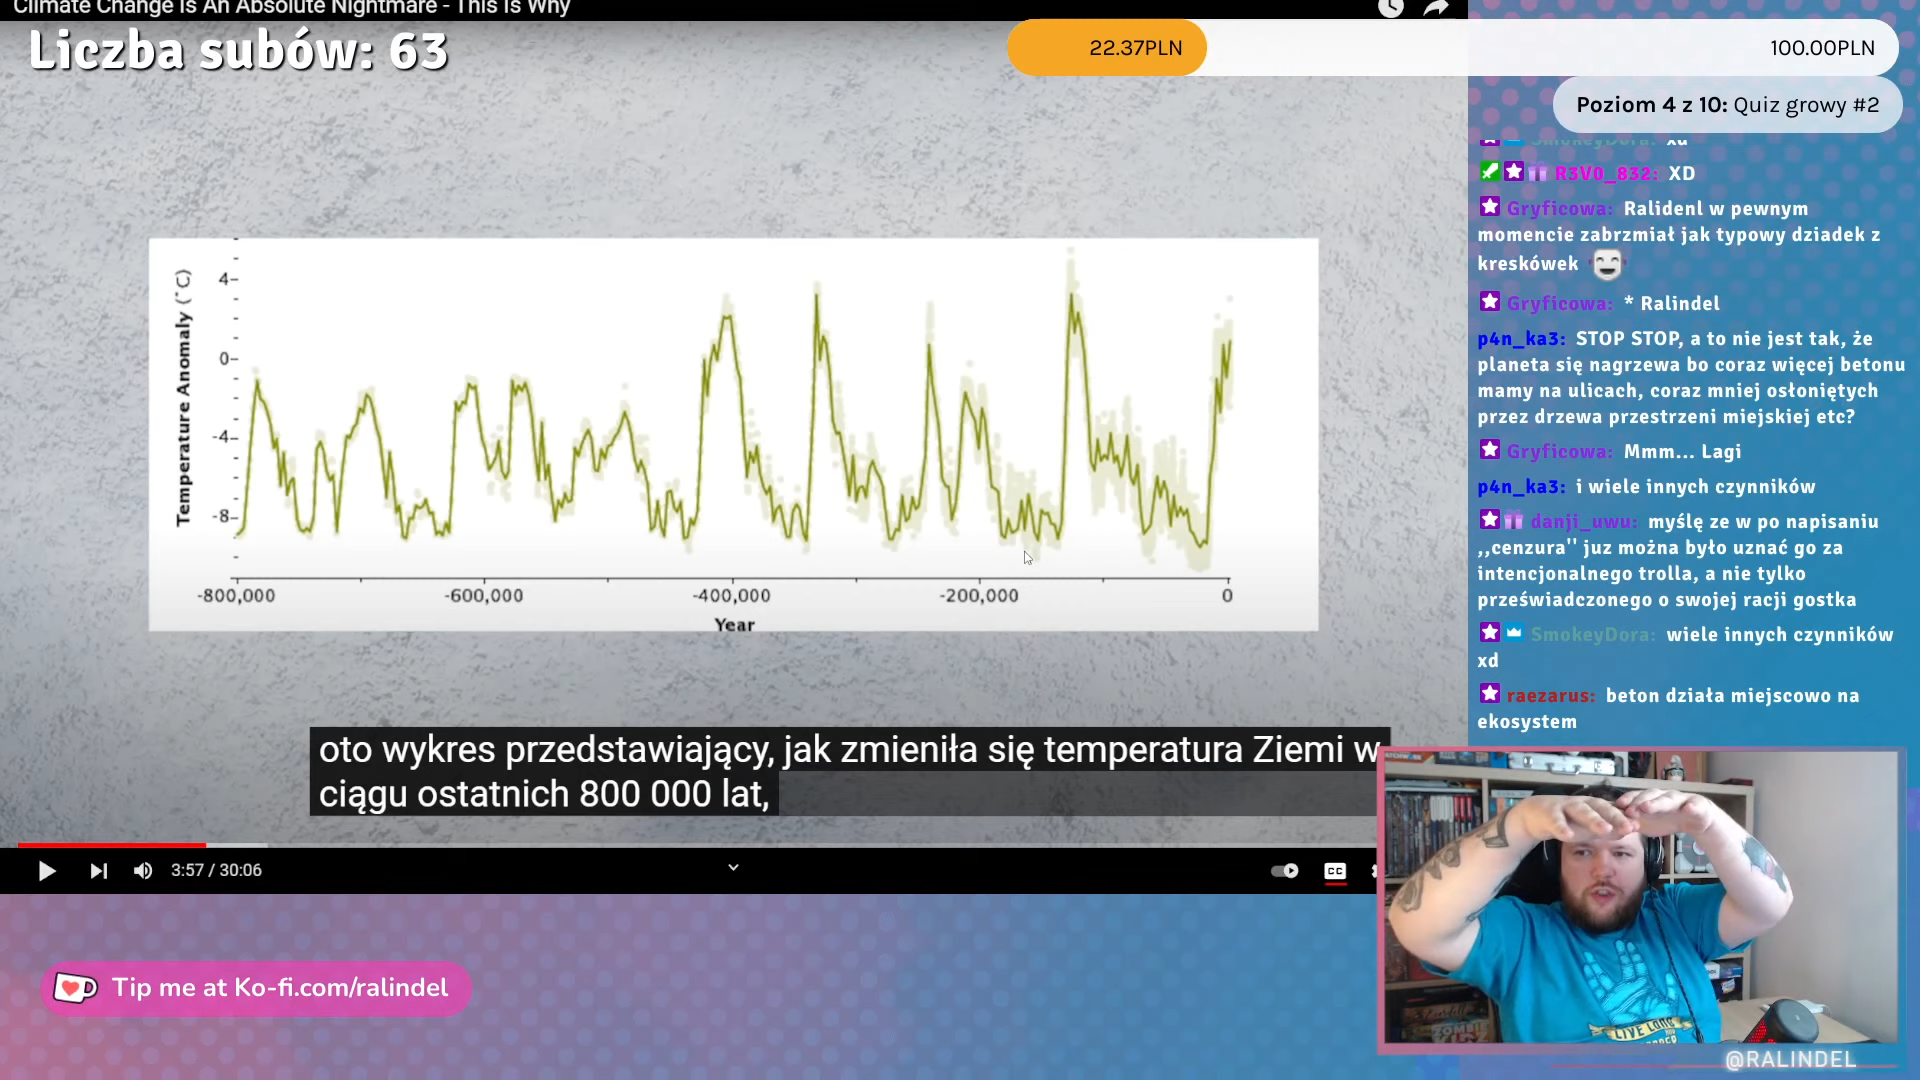 Climate Change Is An Absolute Nightmare - This Is Why
Liczba subów: 63
22.37PLN
100.00PLN
Poziom 4 z 10: Quiz growy #2
SmokeyDora: xd
R3V0_832: XD
Gryficowa: Ralidenl w pewnym
momencie zabrzmiał jak typowy dziadek z
kreskówek
Gryficowa: * Ralindel
p4n_ka3: STOP STOP, a to nie jest tak, że
planeta się nagrzewa bo coraz więcej betonu
mamy na ulicach, coraz mniej osłoniętych
przez drzewa przestrzeni miejskiej etc?
Gryficowa: Mmm... Lagi
p4n_ka3: i wiele innych czynników
danji_uwu: myślę ze w po napisaniu
,,cenzura'' juz można było uznać go za
intencjonalnego trolla, a nie tylko
przeświadczonego o swojej racji gostka
SmokeyDora: wiele innych czynników
xd
raezarus: beton działa miejscowo na
ekosystem
Temperature Anomaly (°C)
4
0
-4
-8
-800,000
-600,000
-400,000
-200,000
0
Year
oto wykres przedstawiający, jak zmieniła się temperatura Ziemi w
ciągu ostatnich 800 000 lat,
3:57 / 30:06
CC
Tip me at Ko-fi.com/ralindel
LIVE LONG
@RALINDEL